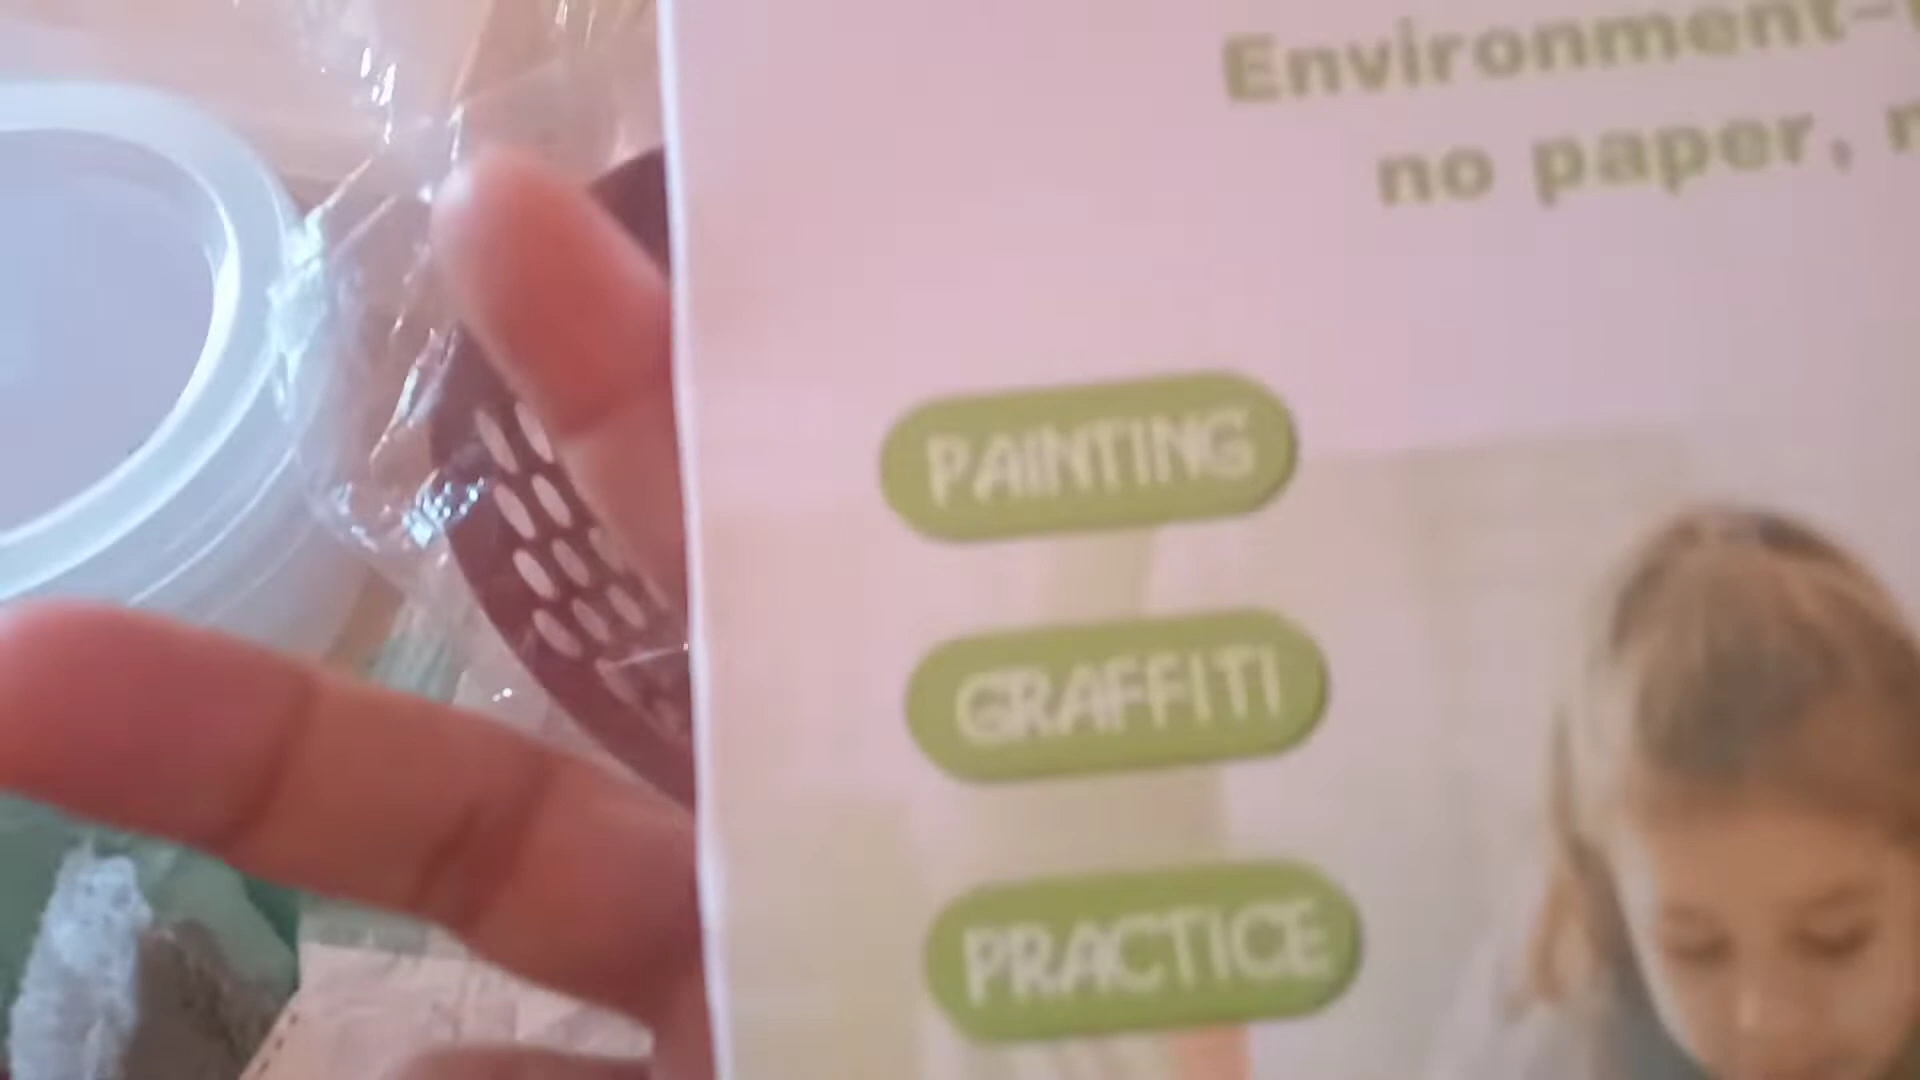 Environment-
no paper,
PAINTING
GRAFFITI
PRACTICE